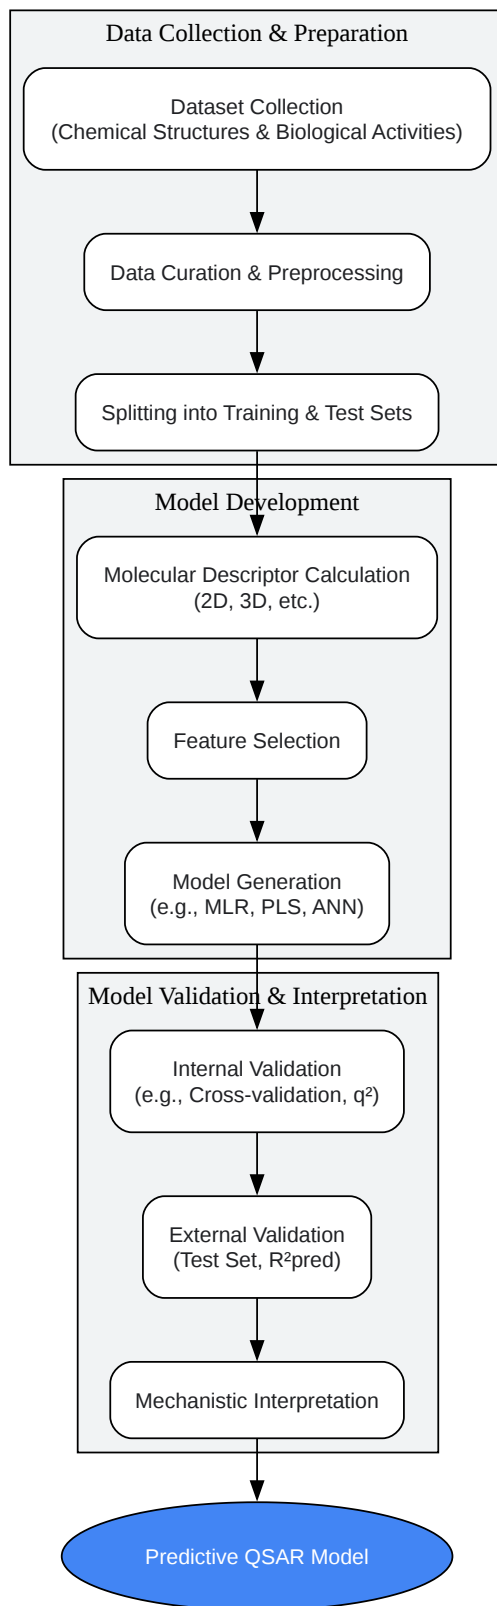 Data Collection & Preparation
Dataset Collection
(Chemical Structures & Biological Activities)
Data Curation & Preprocessing
Splitting into Training & Test Sets
Model Development
Molecular Descriptor Calculation
(2D, 3D, etc.)
Feature Selection
Model Generation
(e.g., MLR, PLS, ANN)
Model Validation & Interpretation
Internal Validation
(e.g., Cross-validation, q²)
External Validation
(Test Set, R²pred)
Mechanistic Interpretation
Predictive QSAR Model